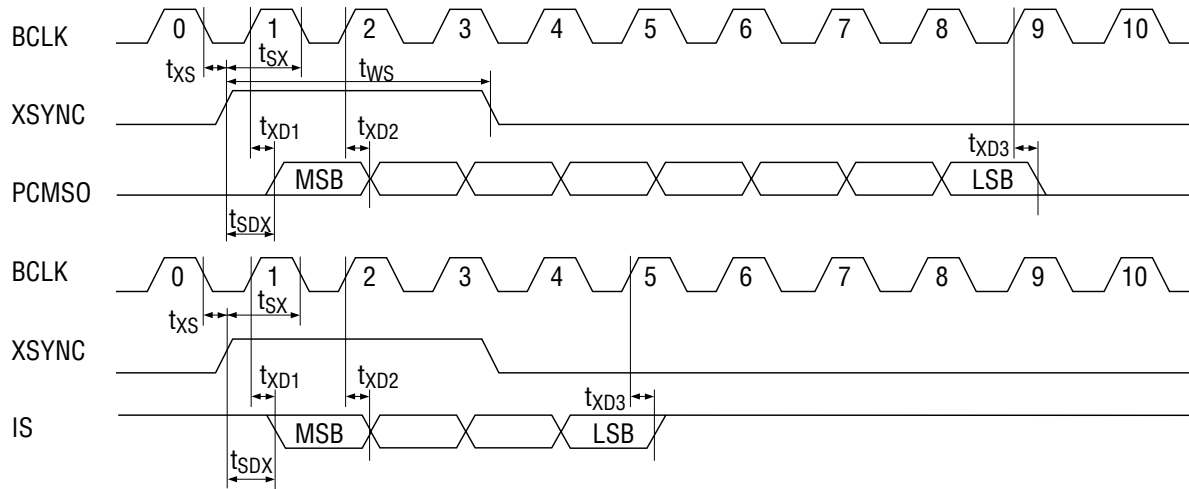 BCLK 0 1 2 3 4 5 6 7 8 9 10
tXS tSX tWS
XSYNC
tXD1 tXD2 tXD3
PCMSO MSB LSB
tSDX
BCLK 0 1 2 3 4 5 6 7 8 9 10
tXS tSX
XSYNC
tXD1 tXD2 tXD3
IS MSB LSB
tSDX